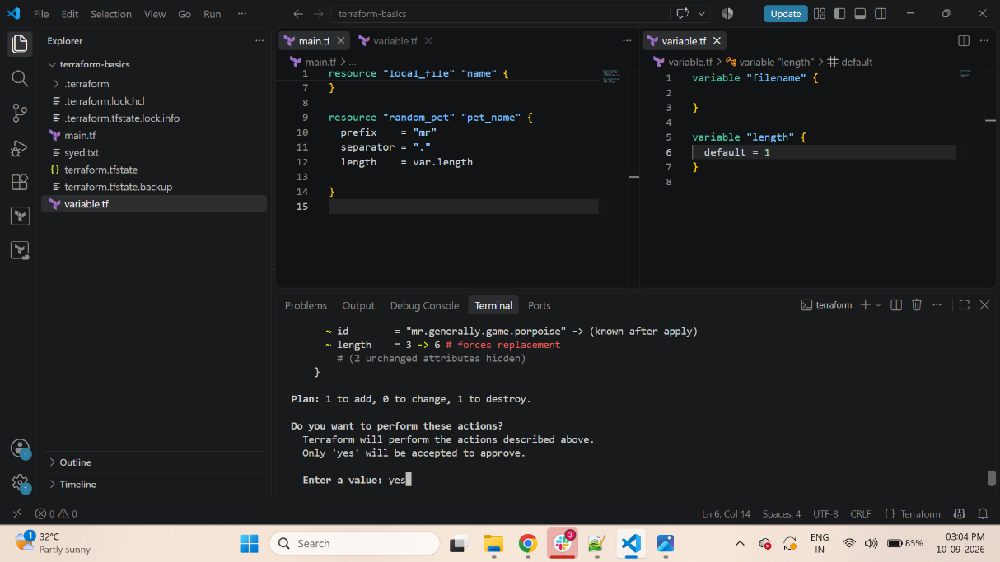 File Edit Selection View Go Run ··· terraform-basics Update
Explorer ···
terraform-basics
.terraform
.terraform.lock.hcl
.terraform.tfstate.lock.info
main.tf
syed.txt
terraform.tfstate
terraform.tfstate.backup
variable.tf
Outline
Timeline
1
1
main.tf variable.tf ···
main.tf > ...
1 resource "local_file" "name" {
7 }
8
9 resource "random_pet" "pet_name" {
10 prefix = "mr"
11 separator = "."
12 length = var.length
13
14 }
15
variable.tf ···
variable.tf > variable "length" > default
1 variable "filename" {
2
3 }
4
5 variable "length" {
6 default = 1
7 }
8
Problems Output Debug Console Terminal Ports terraform ···
~ id = "mr.generally.game.porpoise" -> (known after apply)
~ length = 3 -> 6 # forces replacement
# (2 unchanged attributes hidden)
}
Plan: 1 to add, 0 to change, 1 to destroy.
Do you want to perform these actions?
Terraform will perform the actions described above.
Only 'yes' will be accepted to approve.
Enter a value: yes
0 0 Ln 6, Col 14 Spaces: 4 UTF-8 CRLF {} Terraform
1 32°C
Partly sunny
Search
3
ENG
IN
85%
03:04 PM
10-09-2026